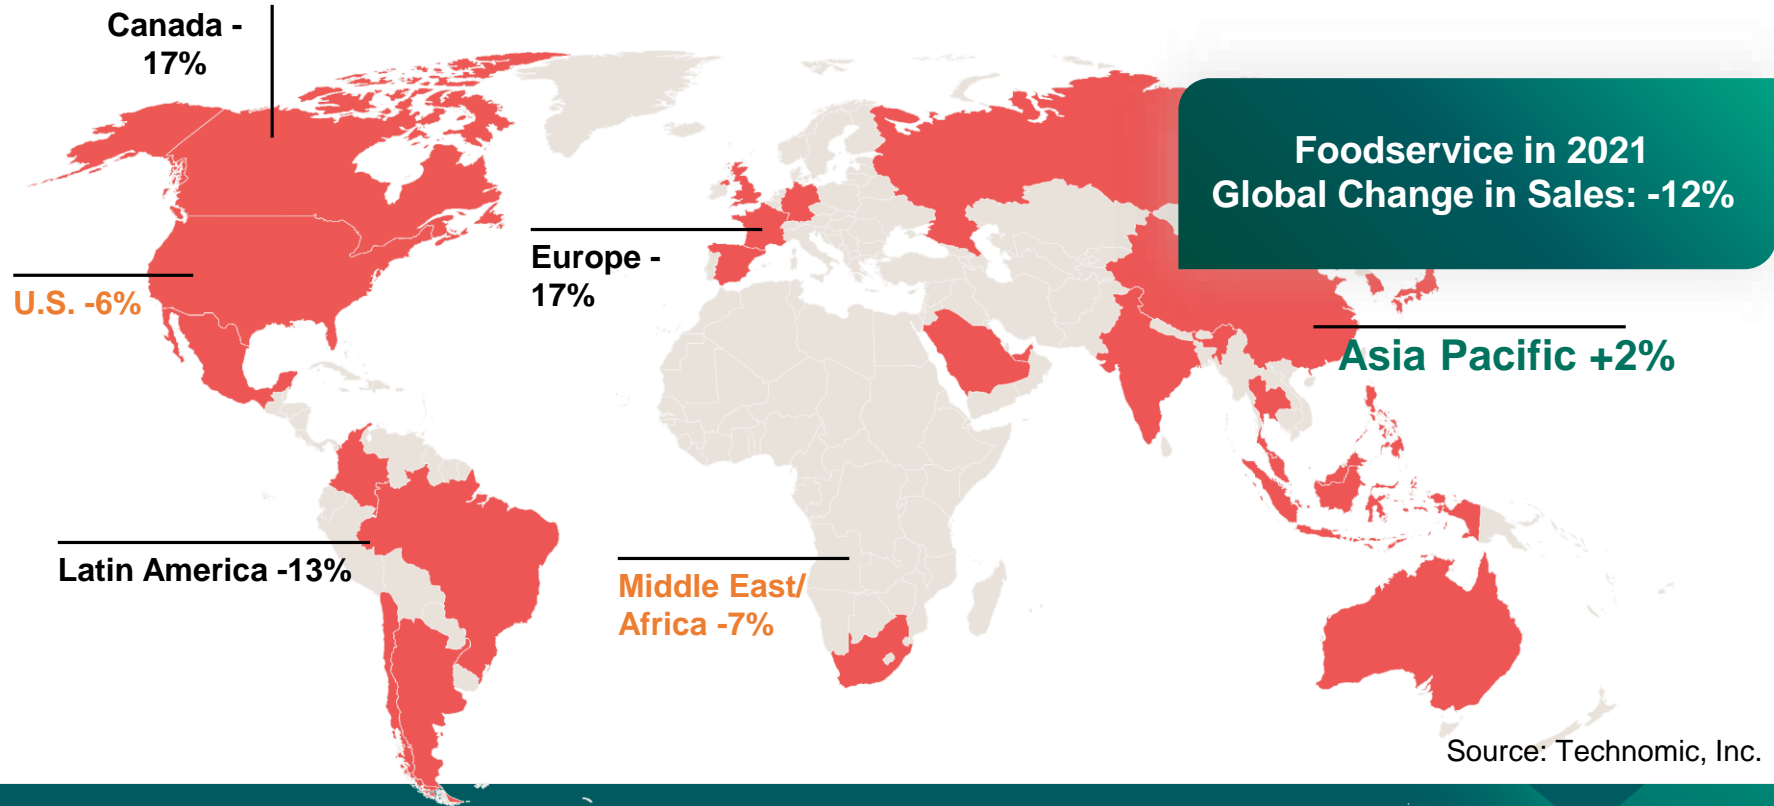 Canada -
17%
Foodservice in 2021
Global Change in Sales: -12%
Europe -
17%
U.S. -6%
Asia Pacific +2%
Latin America -13%
Middle East/
Africa -7%
Source: Technomic, Inc.